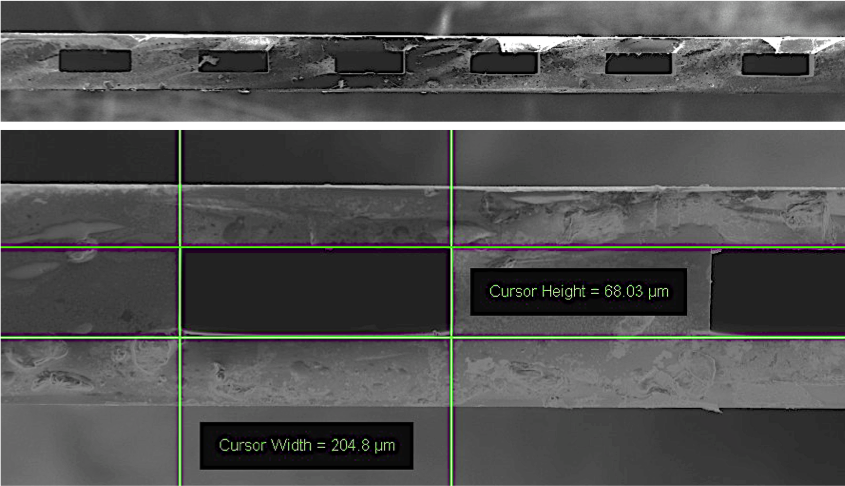 Cursor Height = 68.03 µm
Cursor Width = 204.8 µm